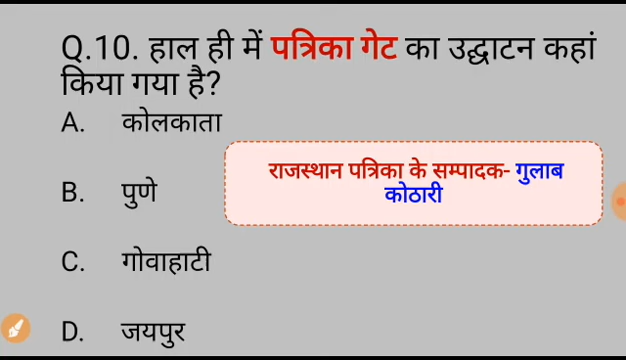 Q.10. हाल ही में पत्रिका गेट का उद्घाटन कहां
किया गया है?
A. कोलकाता
राजस्थान पत्रिका के सम्पादक- गुलाब
कोठारी
B. पुणे
C. गोवाहाटी
D. जयपुर